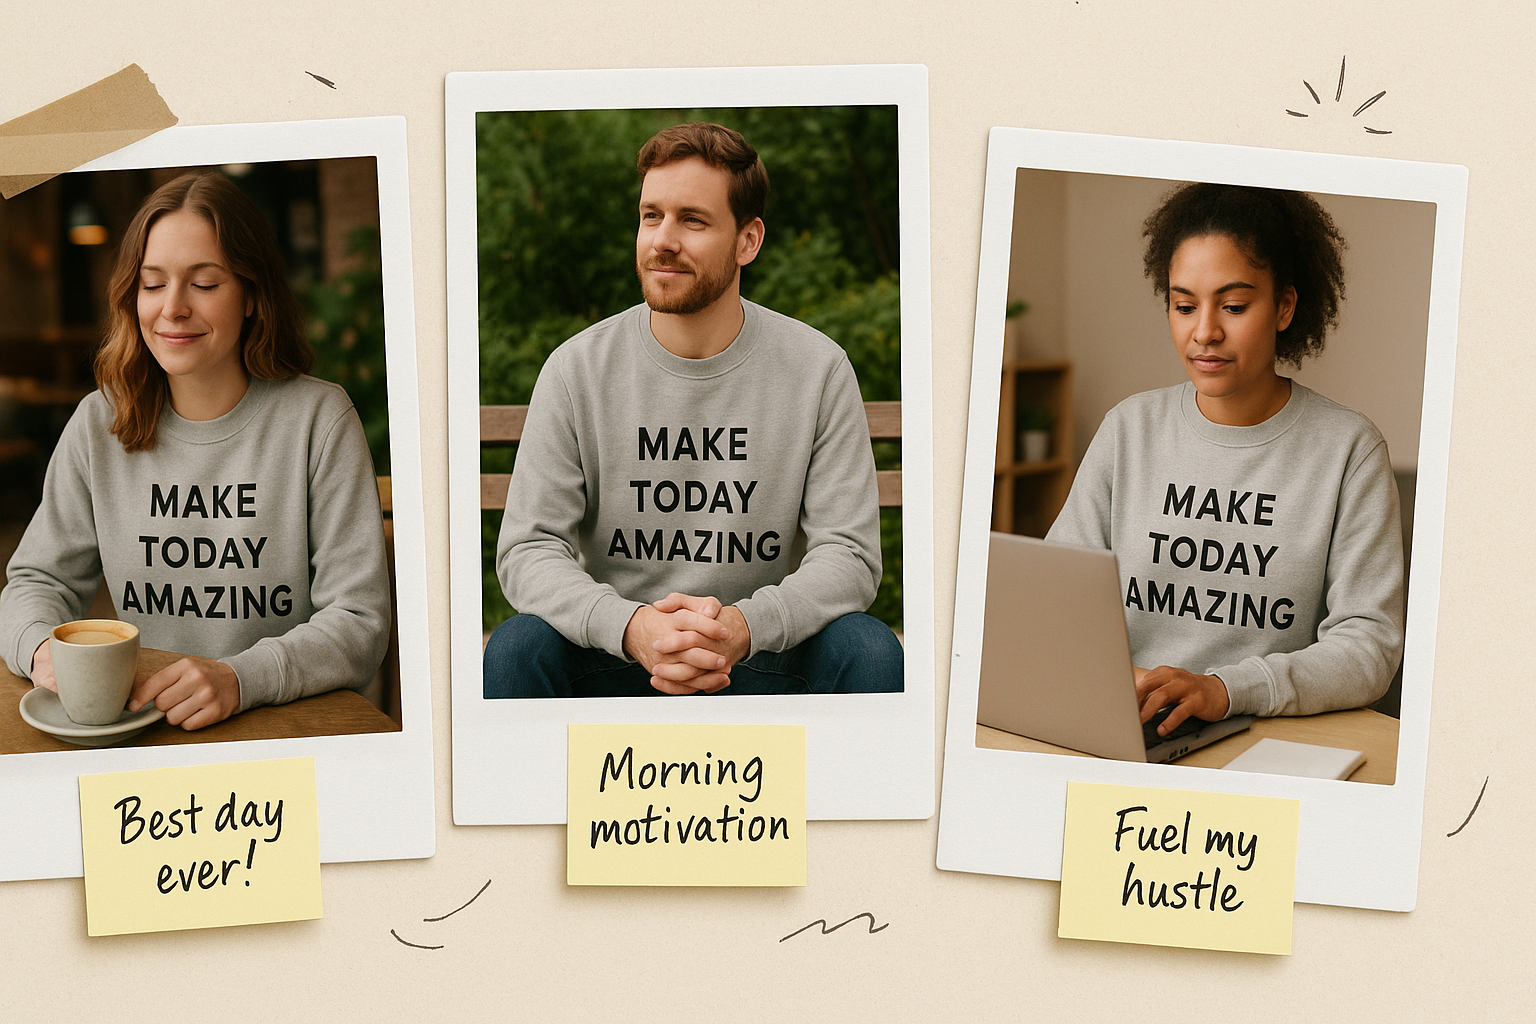 MAKE
TODAY
AMAZING
Best day
ever!
MAKE
TODAY
AMAZING
Morning
motivation
MAKE
TODAY
AMAZING
Fuel my
hustle